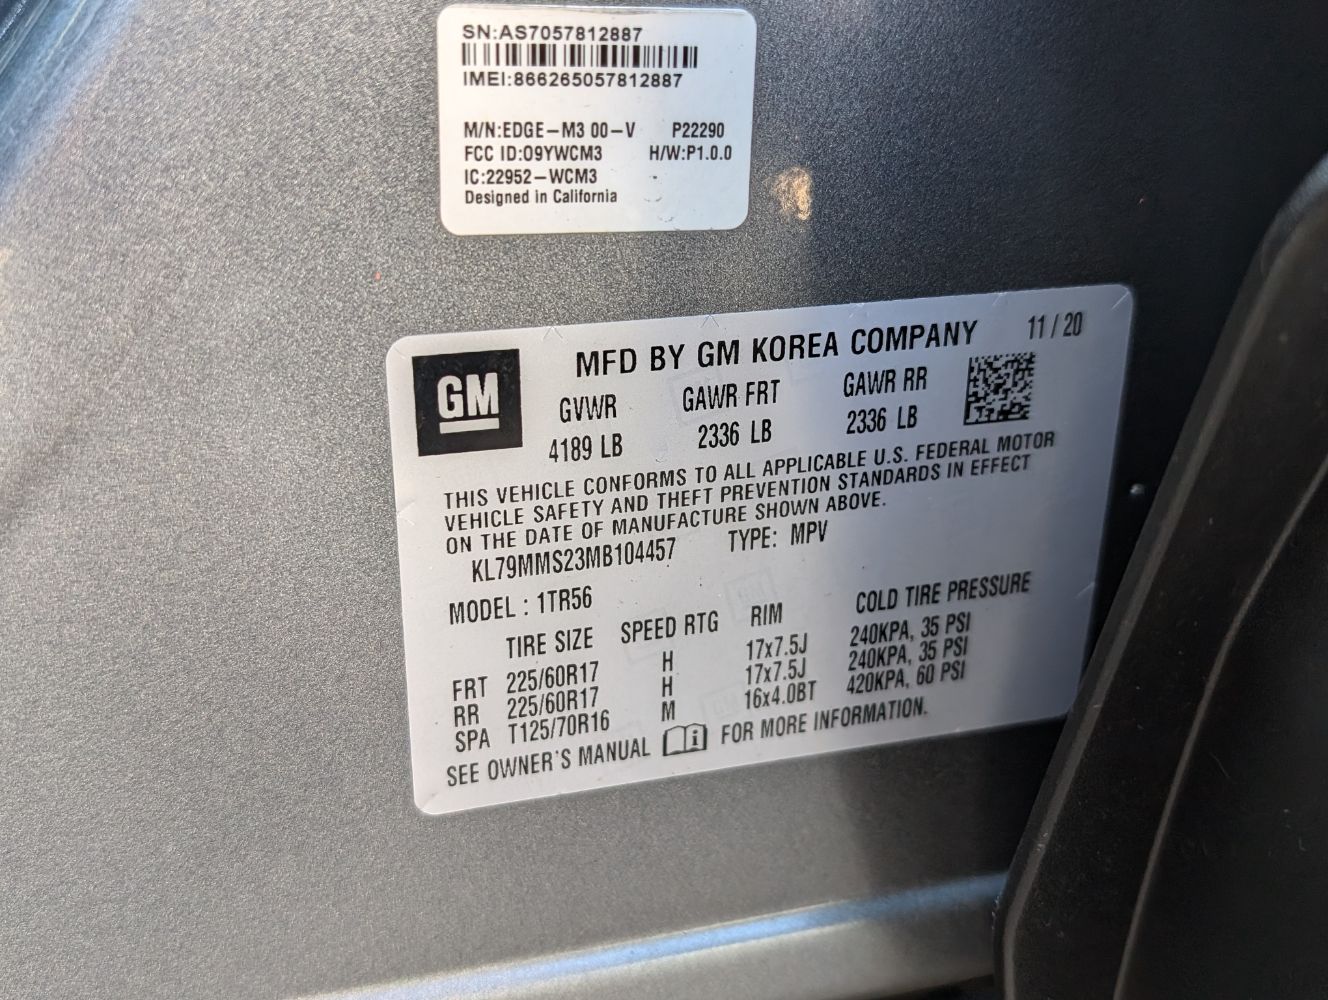 SN:AS7057812887
IMEI:866265057812887
M/N:EDGE-M3 00-V P22290
FCC ID:O9YWCM3 H/W:P1.0.0
IC:22952-WCM3
Designed in California
GM
MFD BY GM KOREA COMPANY 11/20
GVWR GAWR FRT GAWR RR
4189 LB 2336 LB 2336 LB
THIS VEHICLE CONFORMS TO ALL APPLICABLE U.S. FEDERAL MOTOR
VEHICLE SAFETY AND THEFT PREVENTION STANDARDS IN EFFECT
ON THE DATE OF MANUFACTURE SHOWN ABOVE.
KL79MMS23MB104457 TYPE: MPV
MODEL : 1TR56
TIRE SIZE SPEED RTG RIM COLD TIRE PRESSURE
FRT 225/60R17 H 17x7.5J 240KPA, 35 PSI
RR 225/60R17 H 17x7.5J 240KPA, 35 PSI
SPA T125/70R16 M 16x4.0BT 420KPA, 60 PSI
SEE OWNER'S MANUAL i FOR MORE INFORMATION.